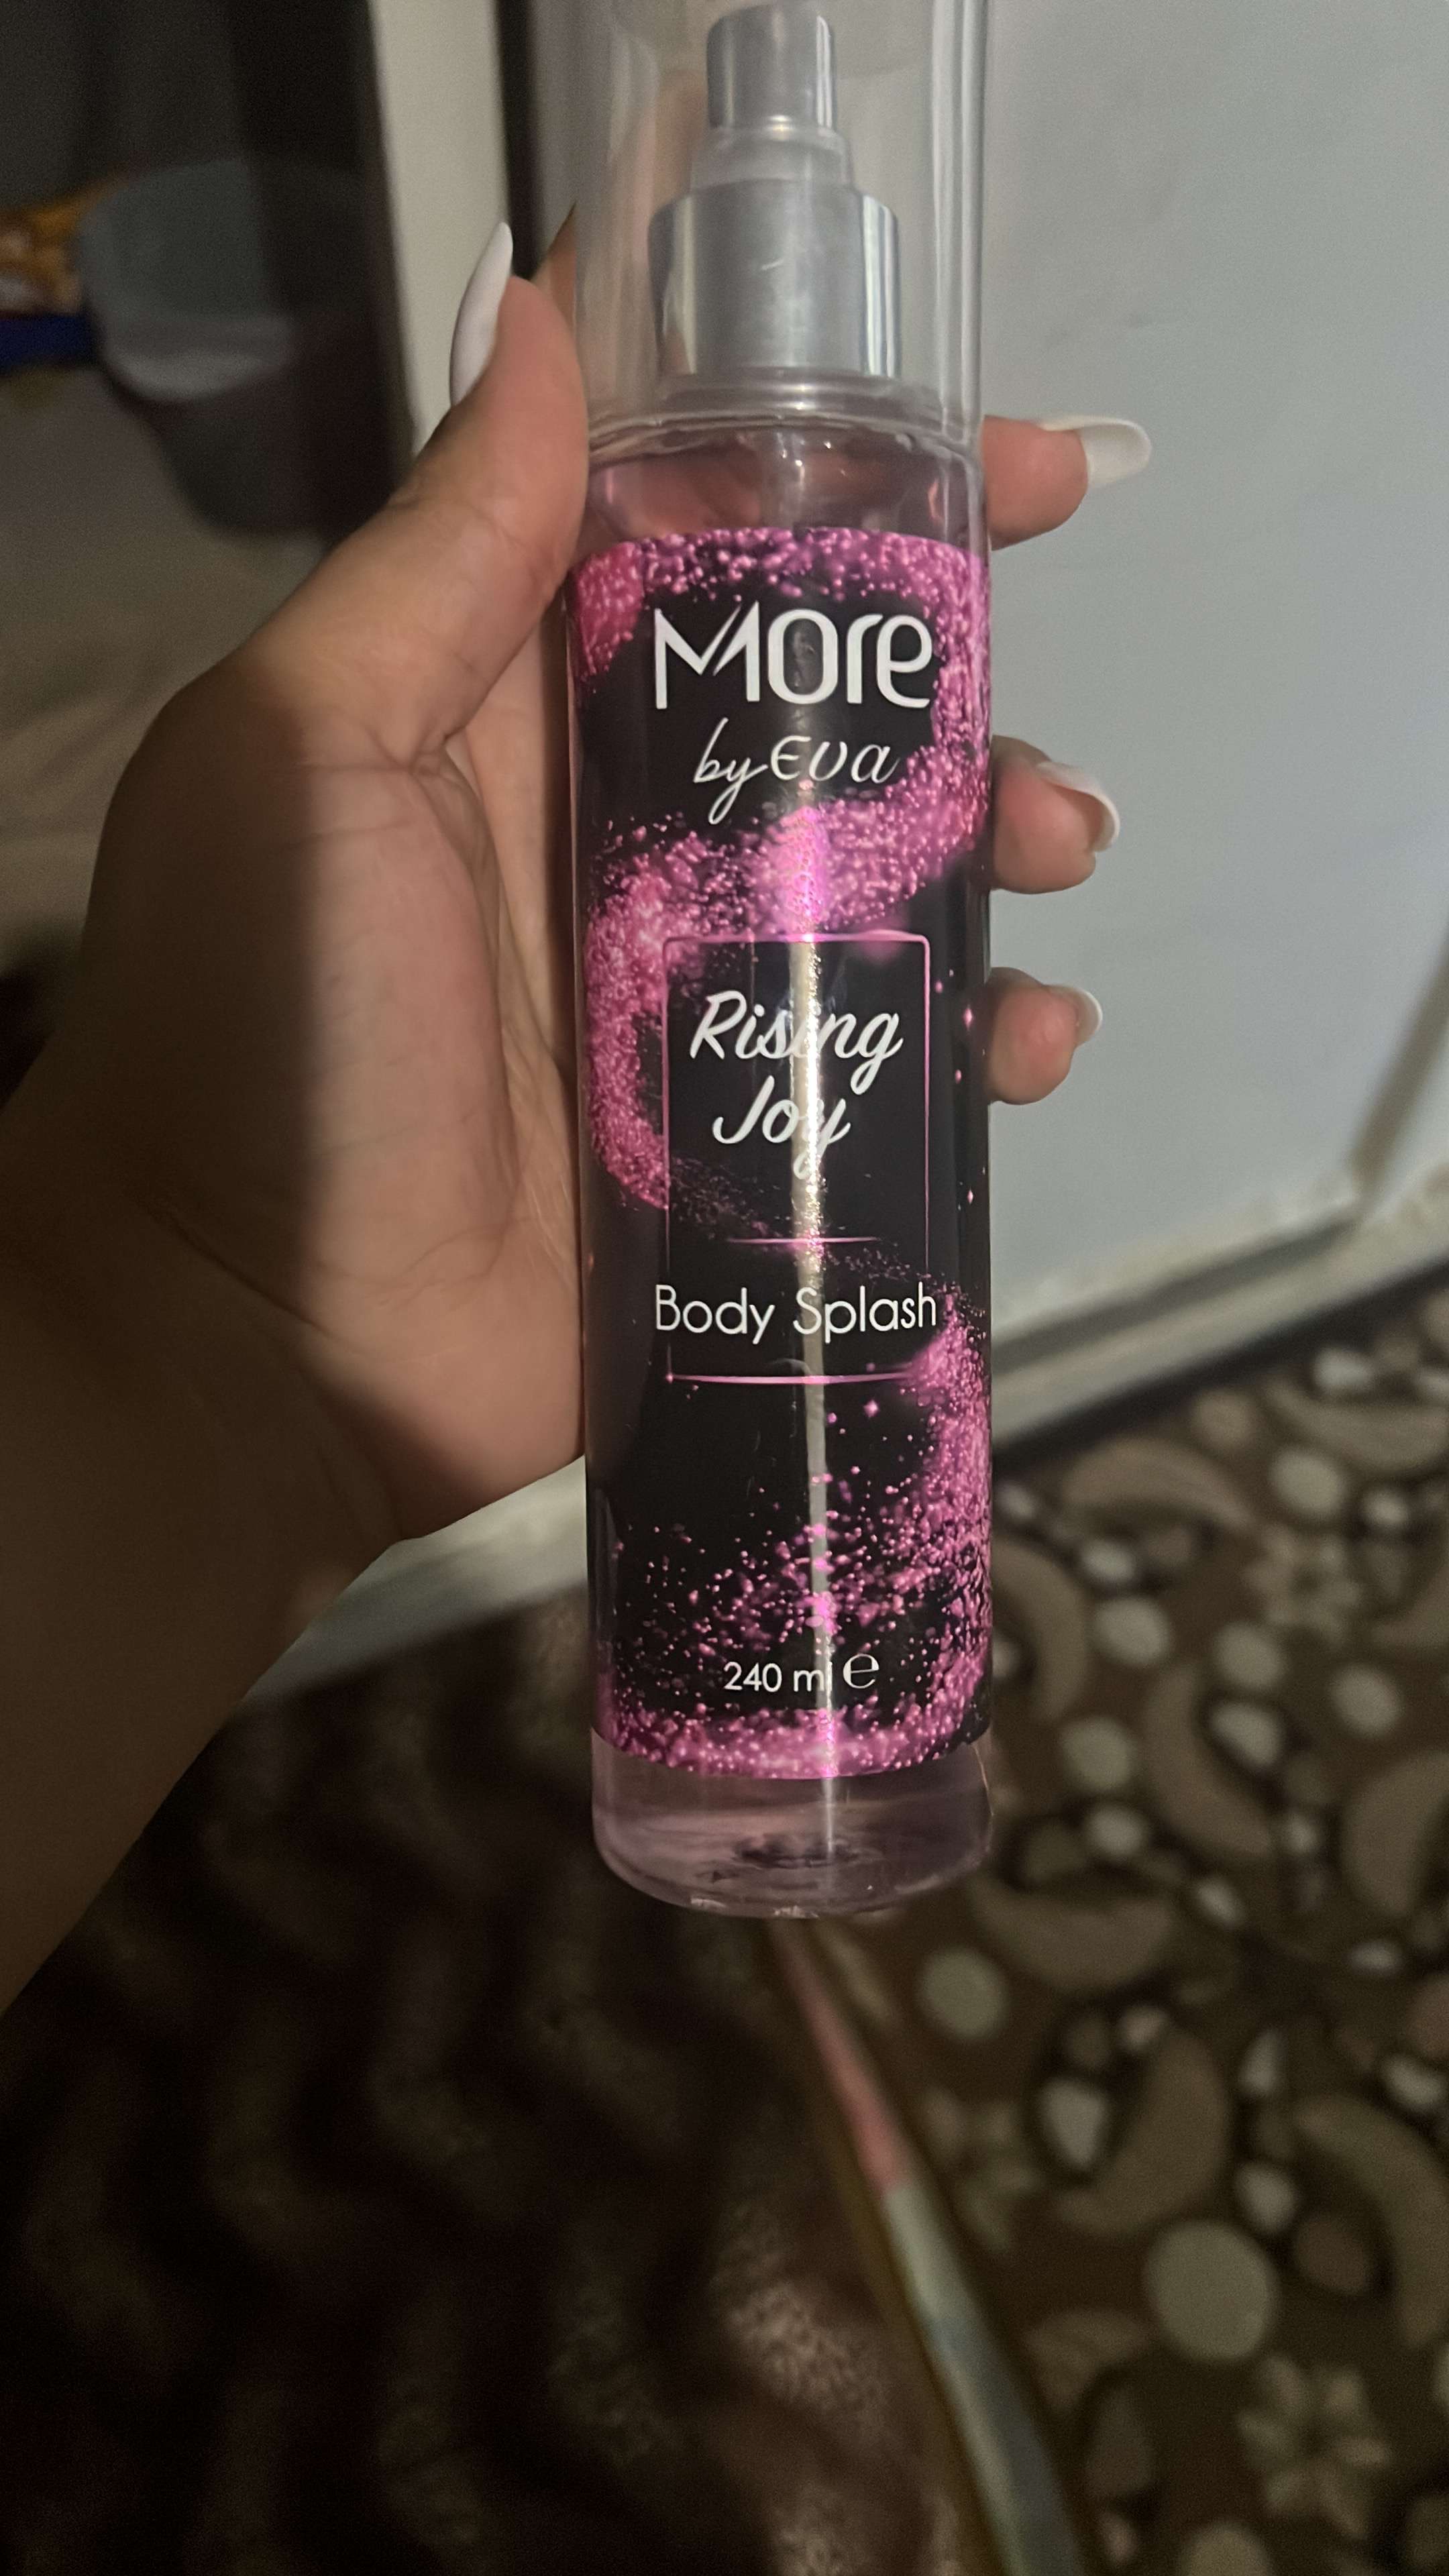 More
by Eva
Rising
Joy
Body Splash
240 ml e